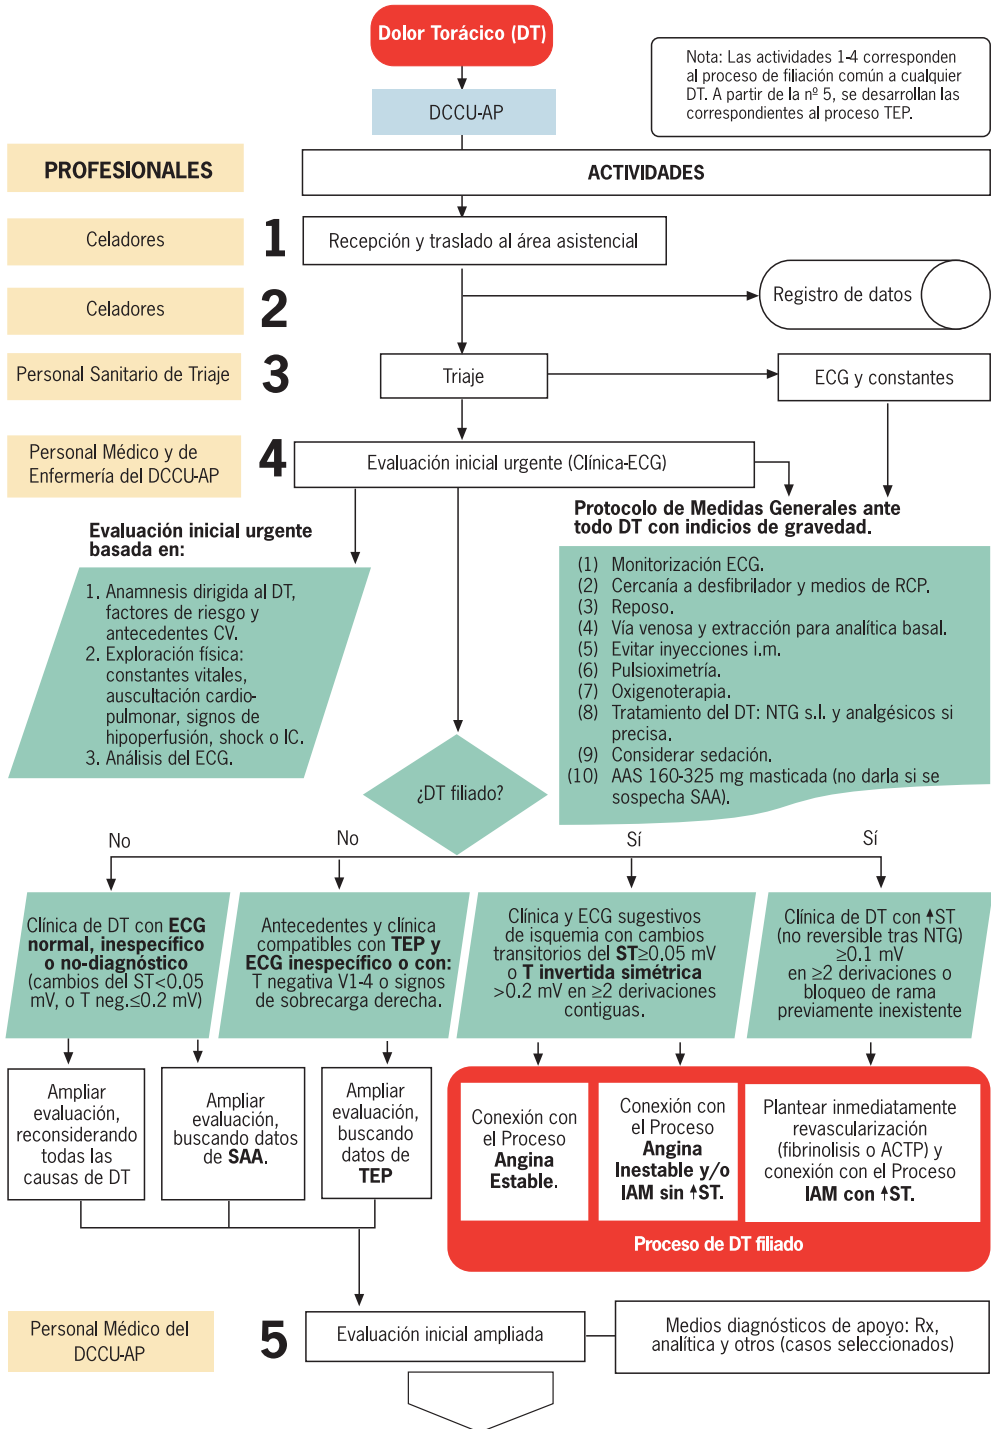 Dolor Torácico (DT)
Nota: Las actividades 1-4 corresponden
al proceso de filiación común a cualquier
DT. A partir de la nº 5, se desarrollan las
correspondientes al proceso TEP.
DCCU-AP
PROFESIONALES
ACTIVIDADES
Celadores
1
Recepción y traslado al área asistencial
Celadores
2
Registro de datos
Personal Sanitario de Triaje
3
Triaje
ECG y constantes
Personal Médico y de
Enfermería del DCCU-AP
4
Evaluación inicial urgente (Clínica-ECG)
Evaluación inicial urgente
basada en:
1. Anamnesis dirigida al DT,
factores de riesgo y
antecedentes CV.
2. Exploración física:
constantes vitales,
auscultación cardio-
pulmonar, signos de
hipoperfusión, shock o IC.
3. Análisis del ECG.
Protocolo de Medidas Generales ante
todo DT con indicios de gravedad.
(1) Monitorización ECG.
(2) Cercanía a desfibrilador y medios de RCP.
(3) Reposo.
(4) Vía venosa y extracción para analítica basal.
(5) Evitar inyecciones i.m.
(6) Pulsioximetría.
(7) Oxigenoterapia.
(8) Tratamiento del DT: NTG s.l. y analgésicos si
precisa.
(9) Considerar sedación.
(10) AAS 160-325 mg masticada (no darla si se
sospecha SAA).
¿DT filiado?
No
No
Sí
Sí
Clínica de DT con ECG
normal, inespecífico
o no-diagnóstico
(cambios del ST<0.05
mV, o T neg.≤0.2 mV)
Antecedentes y clínica
compatibles con TEP y
ECG inespecífico o con:
T negativa V1-4 o signos
de sobrecarga derecha.
Clínica y ECG sugestivos
de isquemia con cambios
transitorios del ST≥0.05 mV
o T invertida simétrica
>0.2 mV en ≥2 derivaciones
contiguas.
Clínica de DT con ↑ST
(no reversible tras NTG)
≥0.1 mV
en ≥2 derivaciones o
bloqueo de rama
previamente inexistente
Ampliar
evaluación,
reconsiderando
todas las
causas de DT
Ampliar
evaluación,
buscando datos
de SAA.
Ampliar
evaluación,
buscando
datos de
TEP
Conexión con
el Proceso
Angina
Estable.
Conexión con
el Proceso
Angina
Inestable y/o
IAM sin ↑ST.
Plantear inmediatamente
revascularización
(fibrinolisis o ACTP) y
conexión con el Proceso
IAM con ↑ST.
Proceso de DT filiado
Personal Médico del
DCCU-AP
5
Evaluación inicial ampliada
Medios diagnósticos de apoyo: Rx,
analítica y otros (casos seleccionados)